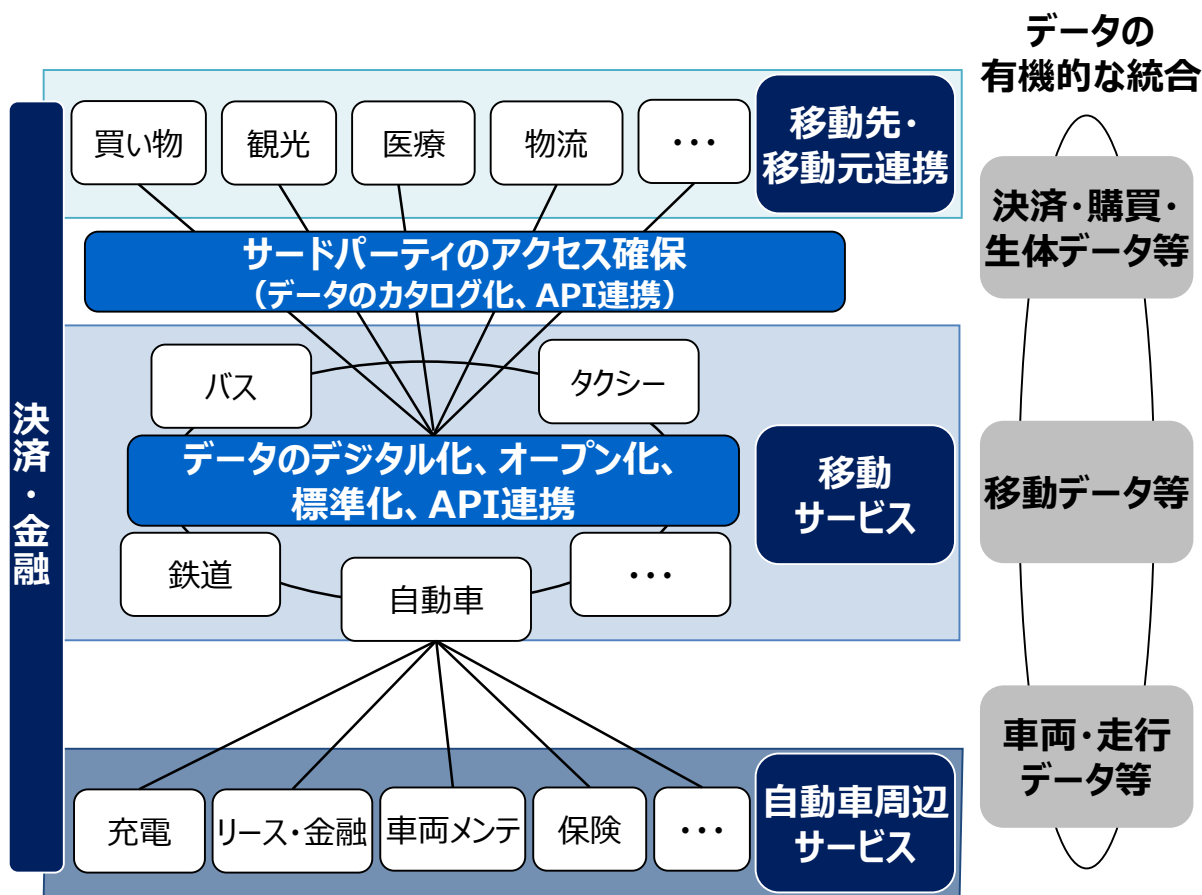 データの
有機的な統合
買い物
観光
医療
物流
・・・
移動先・
移動元連携
決済・購買・
生体データ等
サードパーティのアクセス確保
（データのカタログ化、API連携）
決済・金融
バス
タクシー
データのデジタル化、オープン化、
標準化、API連携
移動
サービス
移動データ等
鉄道
自動車
・・・
車両・走行
データ等
充電
リース・金融
車両メンテ
保険
・・・
自動車周辺
サービス